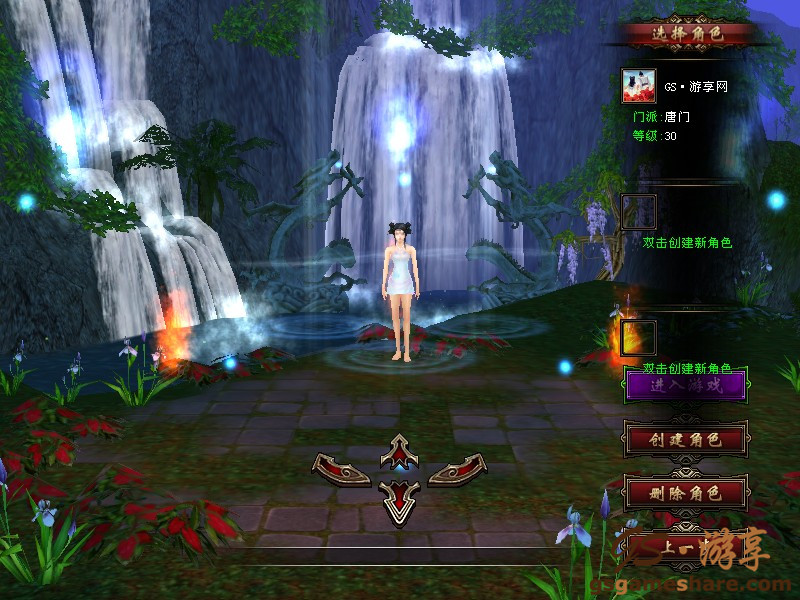 选择角色
GS·游享网
门派:唐门
等级:30
双击创建新角色
双击创建新角色
进入游戏
创建角色
删除角色
上一
游享
gsgameshare.com